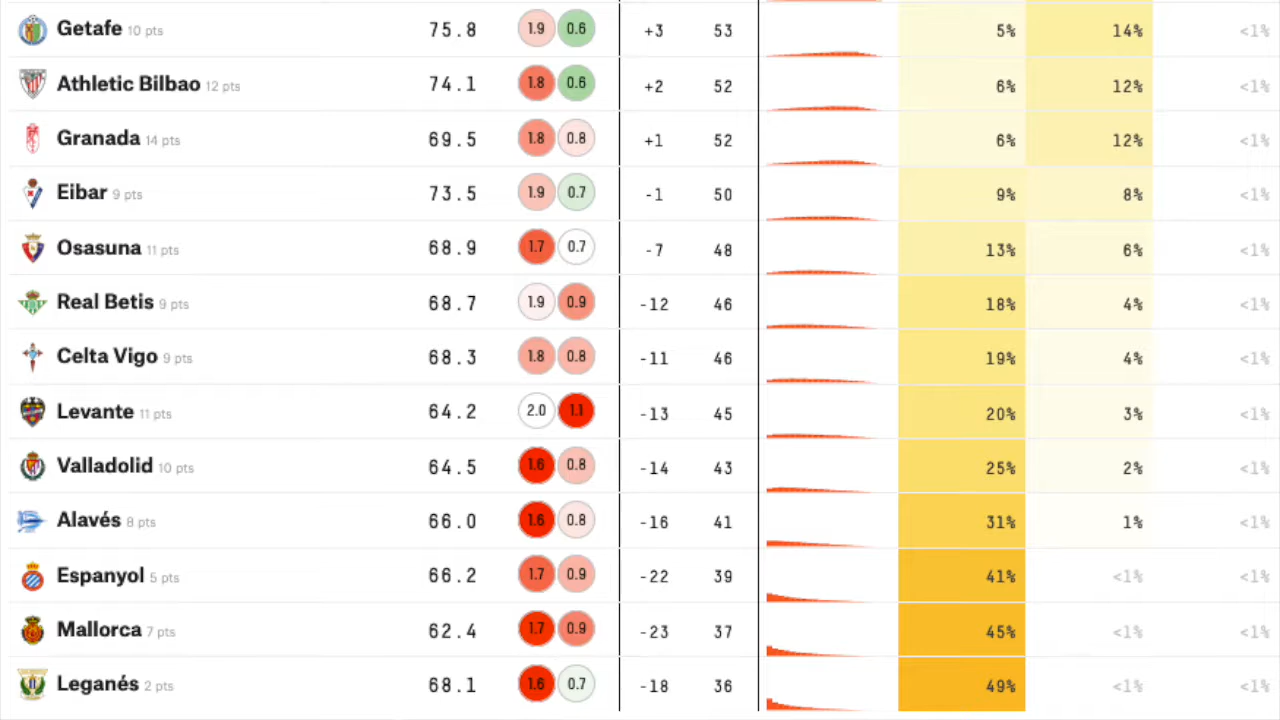 Getafe 10 pts 75.8 1.9 0.6 +3 53 5% 14% <1%
Athletic Bilbao 12 pts 74.1 1.8 0.6 +2 52 6% 12% <1%
Granada 14 pts 69.5 1.8 0.8 +1 52 6% 12% <1%
Eibar 9 pts 73.5 1.9 0.7 -1 50 9% 8% <1%
Osasuna 11 pts 68.9 1.7 0.7 -7 48 13% 6% <1%
Real Betis 9 pts 68.7 1.9 0.9 -12 46 18% 4% <1%
Celta Vigo 9 pts 68.3 1.8 0.8 -11 46 19% 4% <1%
Levante 11 pts 64.2 2.0 1.1 -13 45 20% 3% <1%
Valladolid 10 pts 64.5 1.6 0.8 -14 43 25% 2% <1%
Alavés 8 pts 66.0 1.6 0.8 -16 41 31% 1% <1%
Espanyol 5 pts 66.2 1.7 0.9 -22 39 41% <1% <1%
Mallorca 7 pts 62.4 1.7 0.9 -23 37 45% <1% <1%
Leganés 2 pts 68.1 1.6 0.7 -18 36 49% <1% <1%